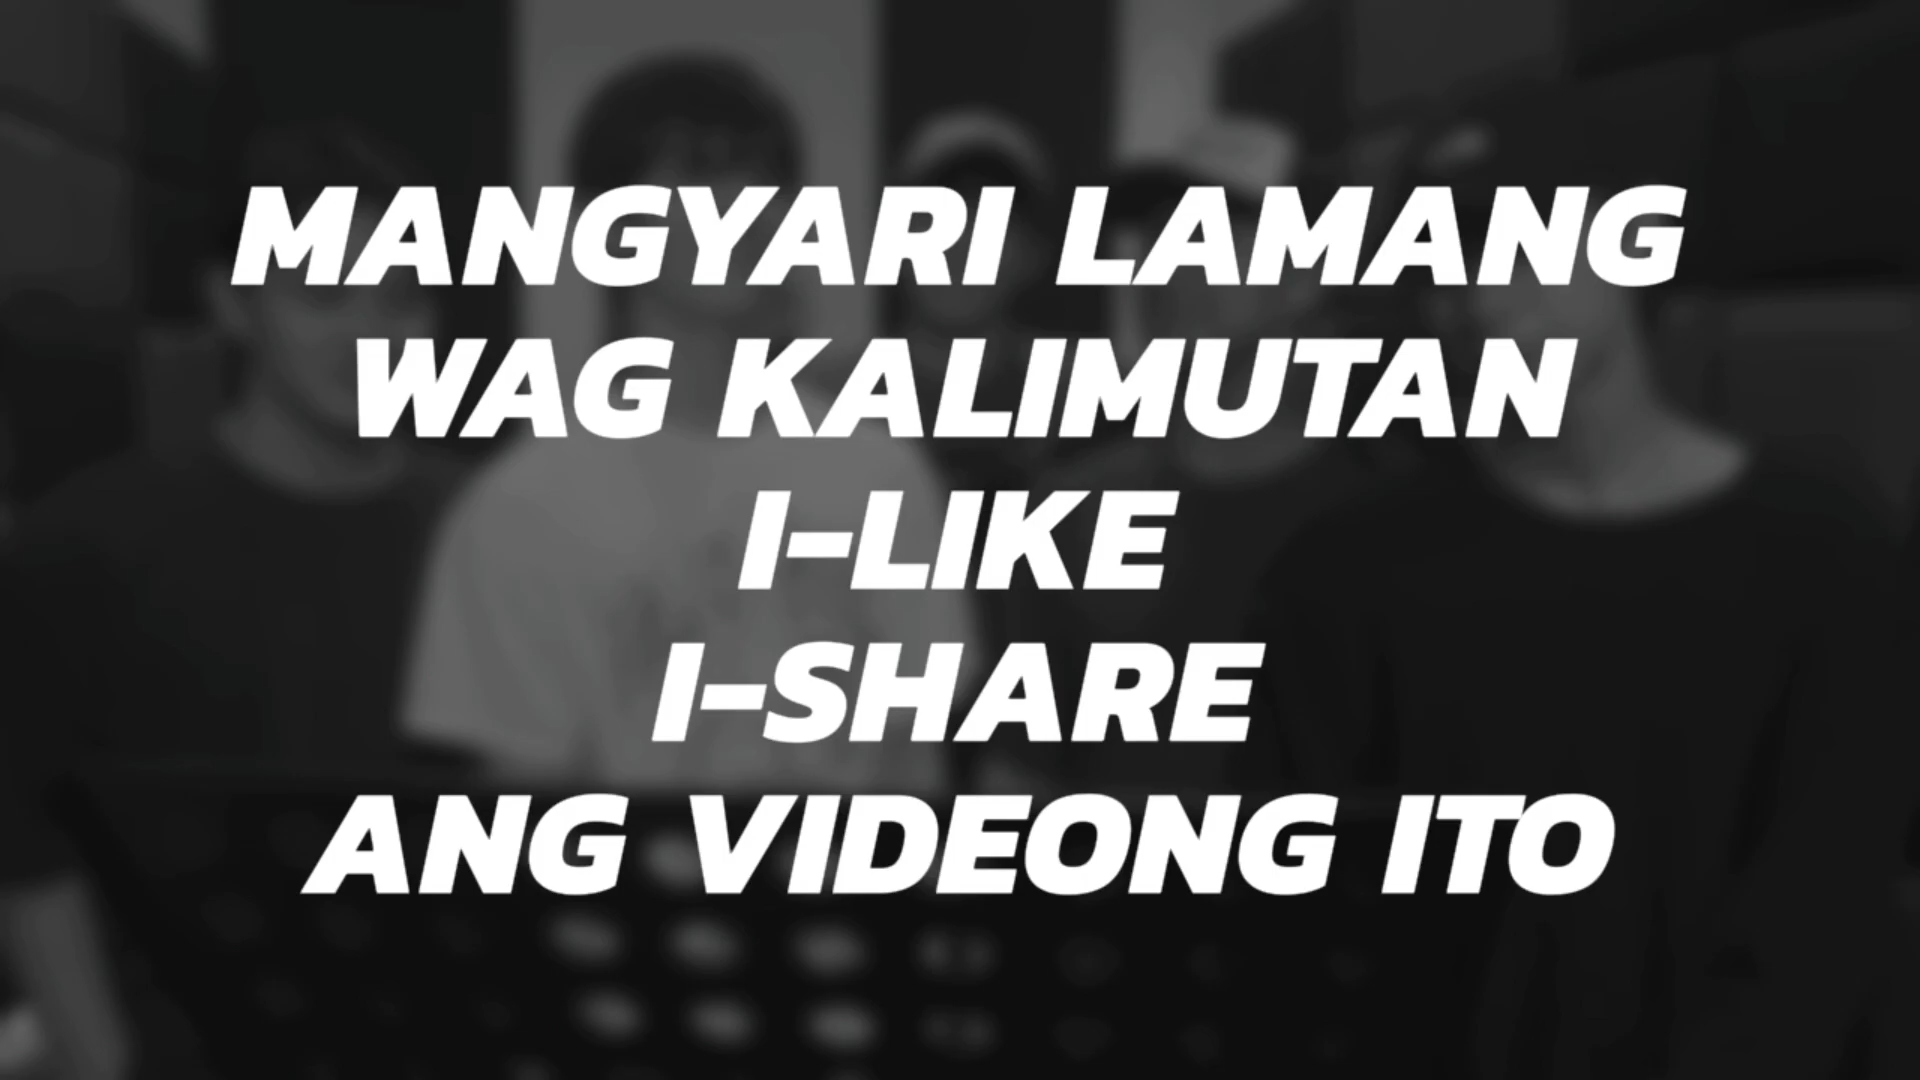 MANGYARI LAMANG
WAG KALIMUTAN
I-LIKE
I-SHARE
ANG VIDEONG ITO